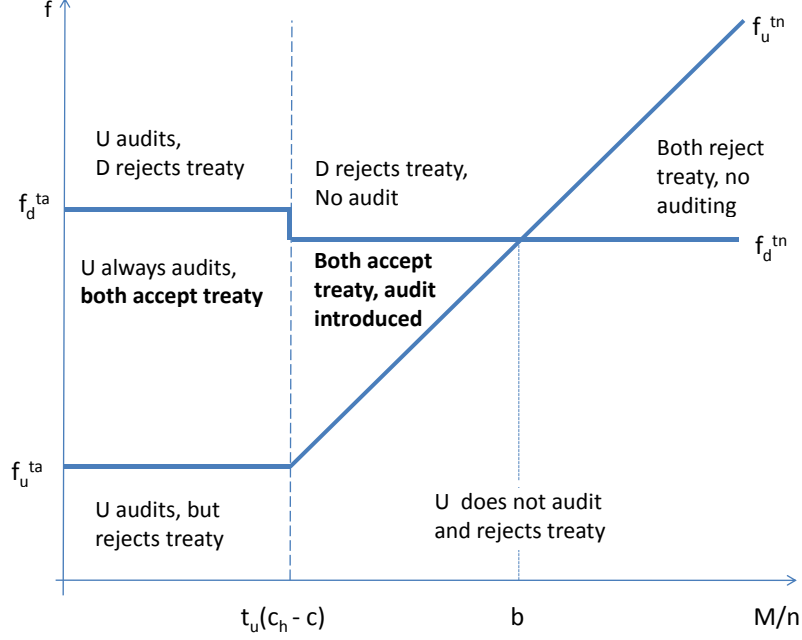 f
f_u^tn
U audits,
D rejects treaty
D rejects treaty,
No audit
Both reject
treaty, no
auditing
f_d^ta
f_d^tn
U always audits,
both accept treaty
Both accept
treaty, audit
introduced
f_u^ta
U audits, but
rejects treaty
U does not audit
and rejects treaty
t_u(c_h - c)
b
M/n